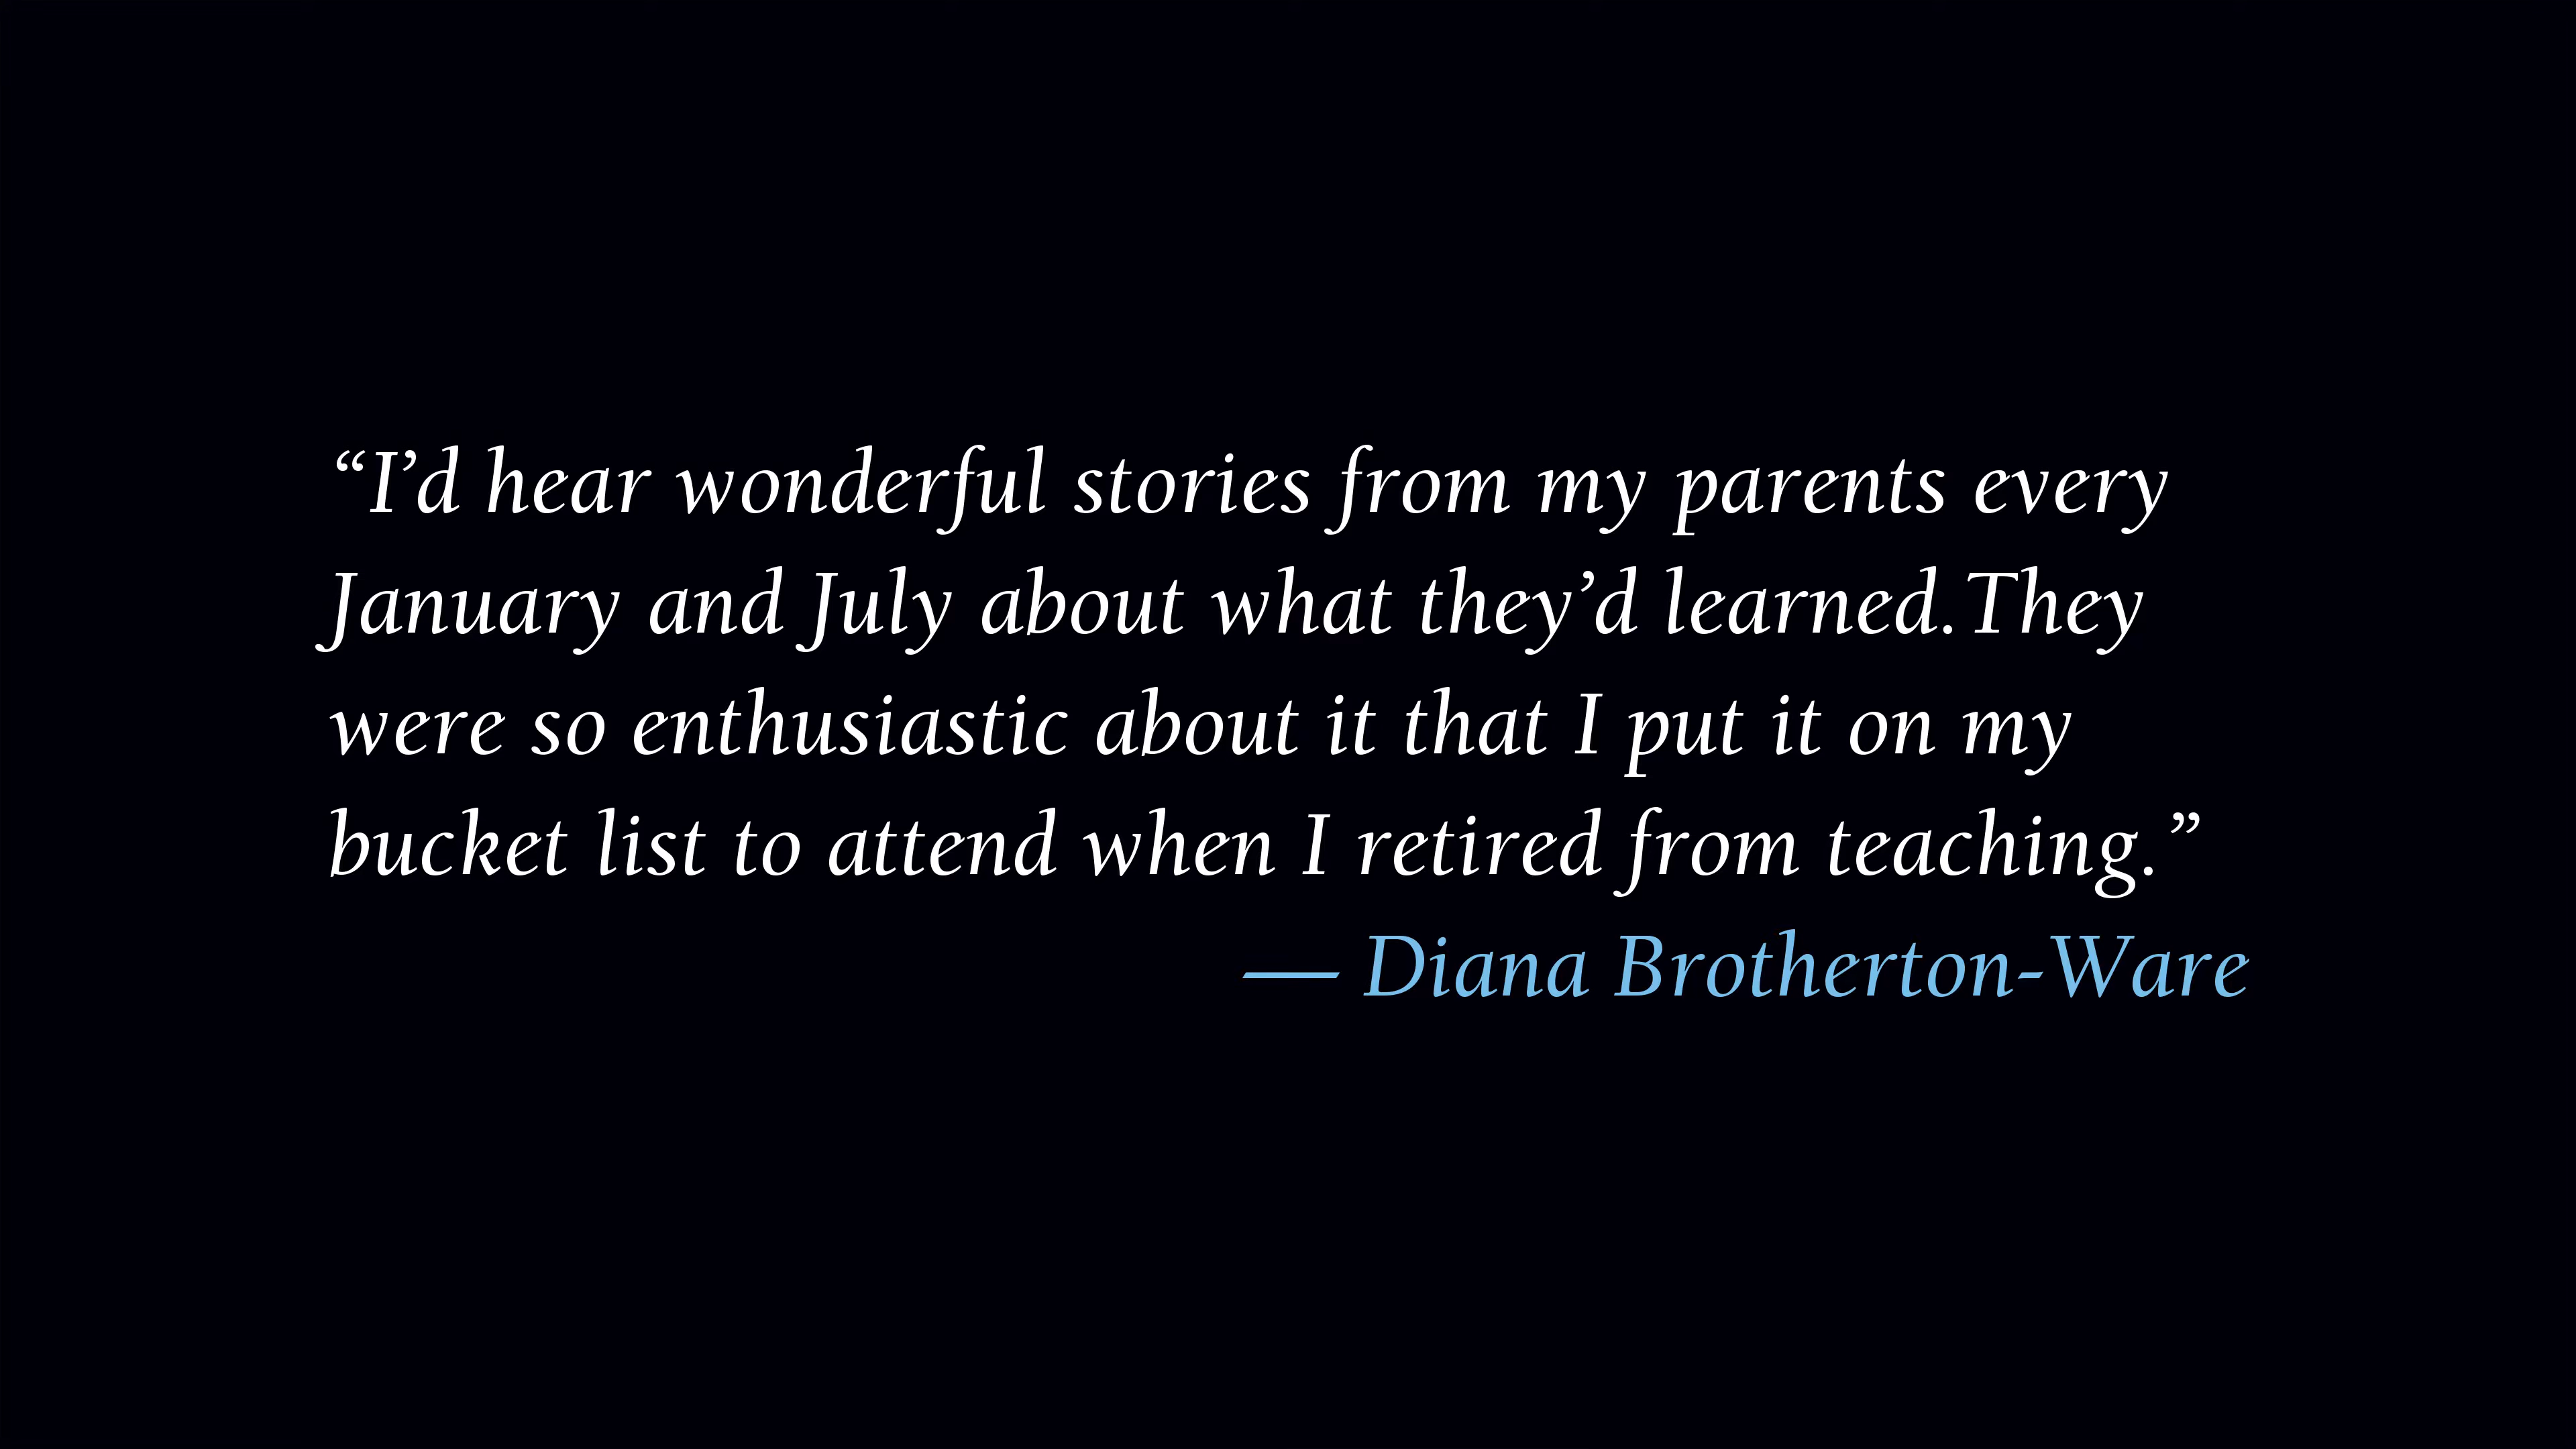 “I’d hear wonderful stories from my parents every
January and July about what they’d learned. They
were so enthusiastic about it that I put it on my
bucket list to attend when I retired from teaching.”
— Diana Brotherton-Ware